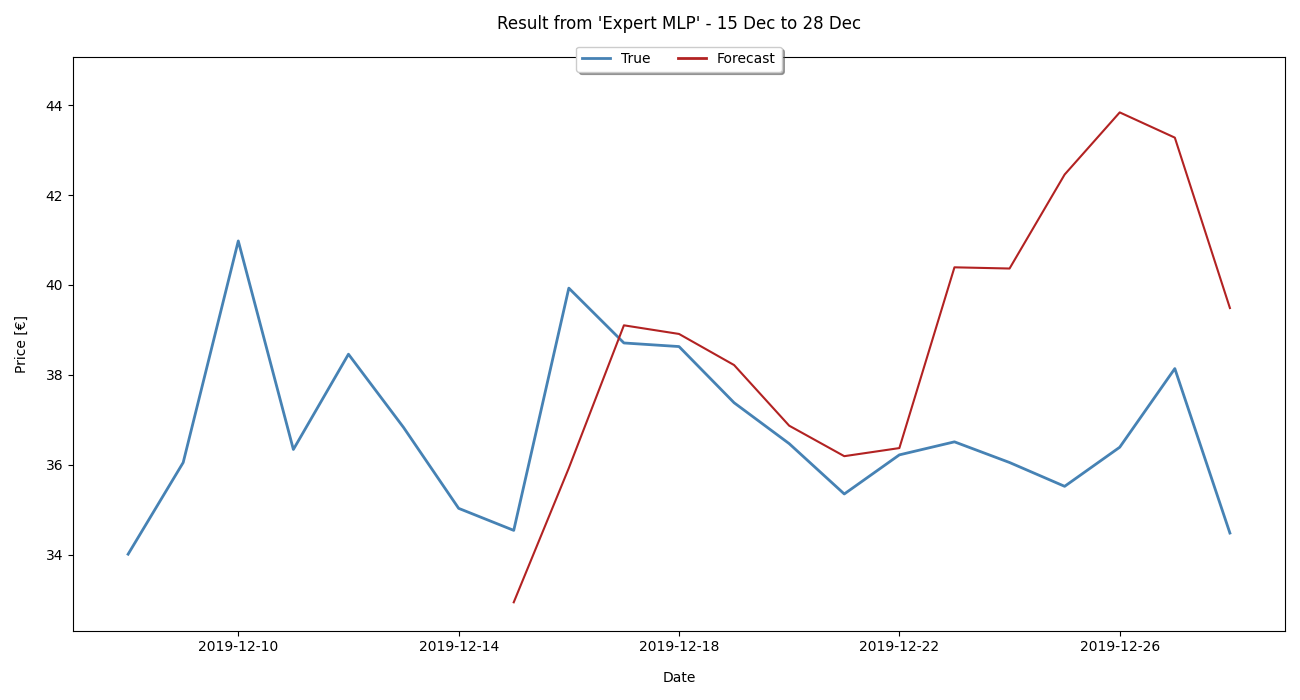 Result from 'Expert MLP' - 15 Dec to 28 Dec
True Forecast
44
42
40
38
36
34
Price [€]
2019-12-10 2019-12-14 2019-12-18 2019-12-22 2019-12-26
Date